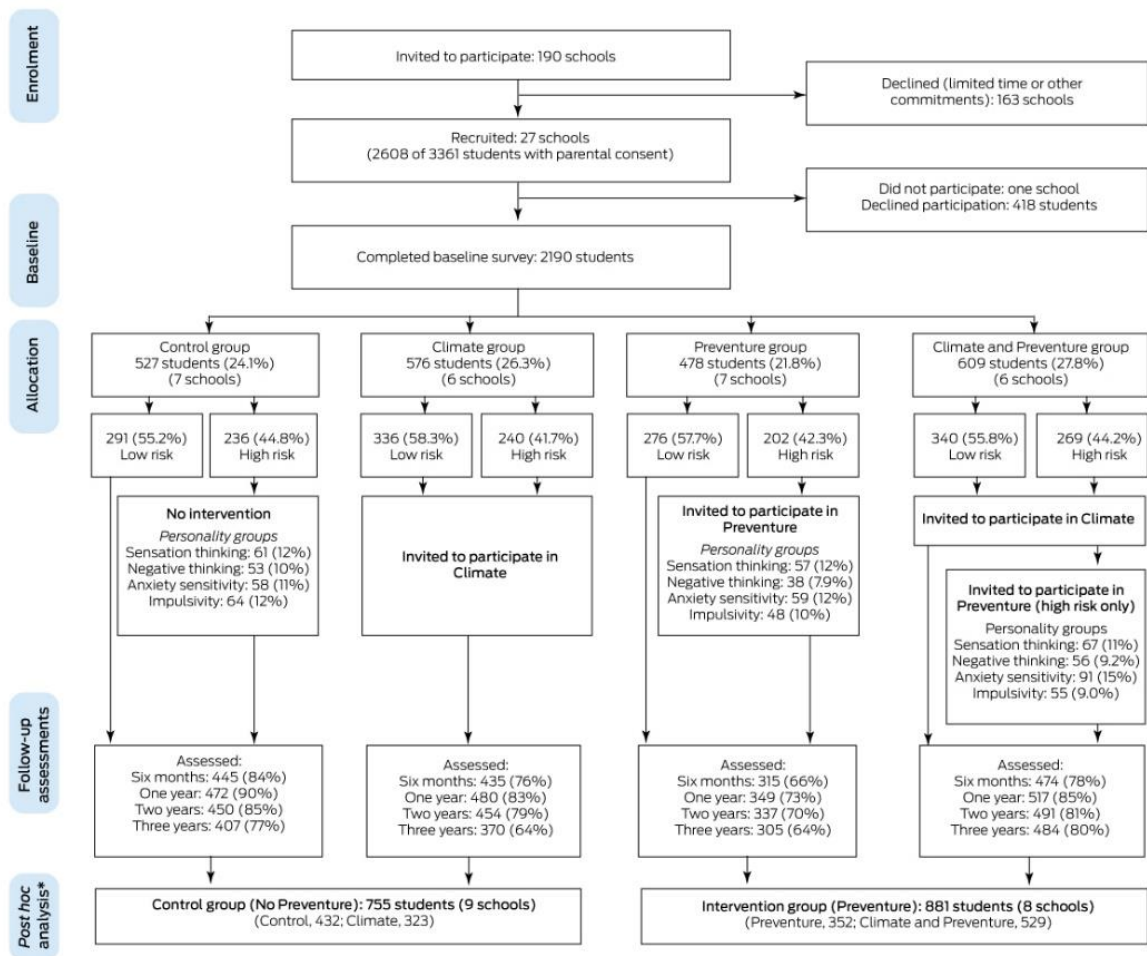 Enrolment
Invited to participate: 190 schools
Declined (limited time or other
commitments): 163 schools
Recruited: 27 schools
(2608 of 3361 students with parental consent)
Did not participate: one school
Declined participation: 418 students
Baseline
Completed baseline survey: 2190 students
Allocation
Control group
527 students (24.1%)
(7 schools)
Climate group
576 students (26.3%)
(6 schools)
Preventure group
478 students (21.8%)
(7 schools)
Climate and Preventure group
609 students (27.8%)
(6 schools)
291 (55.2%)
Low risk
236 (44.8%)
High risk
336 (58.3%)
Low risk
240 (41.7%)
High risk
276 (57.7%)
Low risk
202 (42.3%)
High risk
340 (55.8%)
Low risk
269 (44.2%)
High risk
No intervention
Personality groups
Sensation thinking: 61 (12%)
Negative thinking: 53 (10%)
Anxiety sensitivity: 58 (11%)
Impulsivity: 64 (12%)
Invited to participate in
Climate
Invited to participate in
Preventure
Personality groups
Sensation thinking: 57 (12%)
Negative thinking: 38 (7.9%)
Anxiety sensitivity: 59 (12%)
Impulsivity: 48 (10%)
Invited to participate in Climate
Invited to participate in
Preventure (high risk only)
Personality groups
Sensation thinking: 67 (11%)
Negative thinking: 56 (9.2%)
Anxiety sensitivity: 91 (15%)
Impulsivity: 55 (9.0%)
Follow-up
assessments
Assessed:
Six months: 445 (84%)
One year: 472 (90%)
Two years: 450 (85%)
Three years: 407 (77%)
Assessed:
Six months: 435 (76%)
One year: 480 (83%)
Two years: 454 (79%)
Three years: 370 (64%)
Assessed:
Six months: 315 (66%)
One year: 349 (73%)
Two years: 337 (70%)
Three years: 305 (64%)
Assessed:
Six months: 474 (78%)
One year: 517 (85%)
Two years: 491 (81%)
Three years: 484 (80%)
Post hoc
analysis*
Control group (No Preventure): 755 students (9 schools)
(Control, 432; Climate, 323)
Intervention group (Preventure): 881 students (8 schools)
(Preventure, 352; Climate and Preventure, 529)